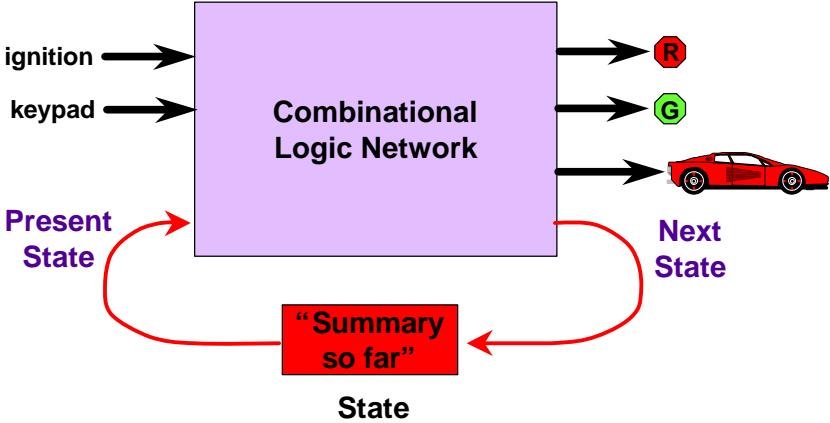 ignition
keypad
Combinational
Logic Network
R
G
Present
State
Next
State
“Summary
so far”
State